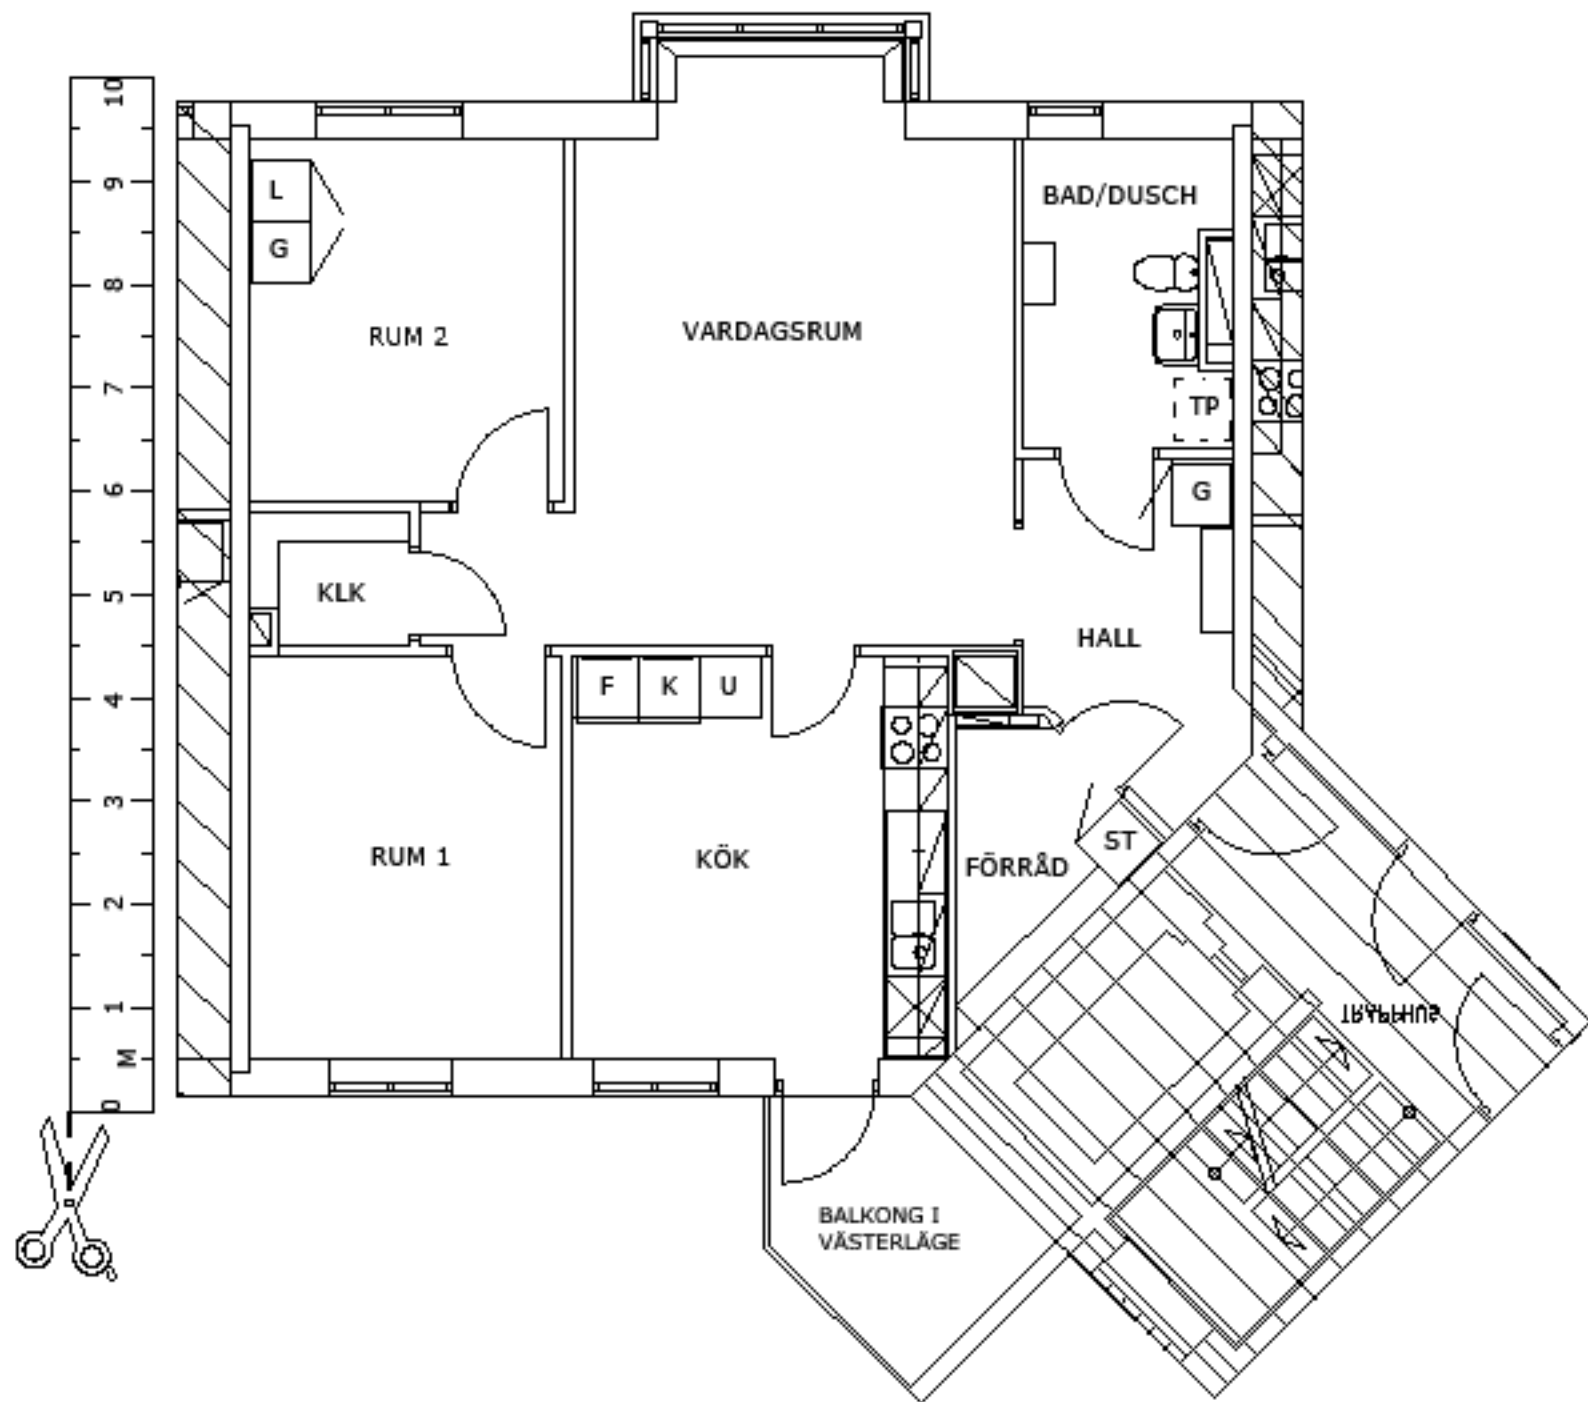 10
9
8
7
6
5
4
3
2
1
M
0
L
G
RUM 2
VARDAGSRUM
BAD/DUSCH
TP
G
KLK
HALL
F K U
RUM 1
KÖK
FÖRRÅD
ST
TRAPPHUS
BALKONG I
VÄSTERLÄGE